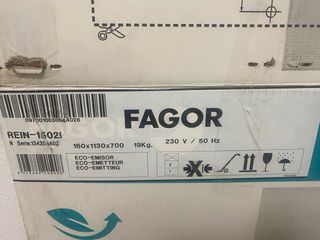 FAGOR
REIN-1502I
N Serie:
160x1130x700 19Kg. 230 V / 50 Hz
ECO-EMISOR
ECO-EMETTEUR
ECO-EMITTING